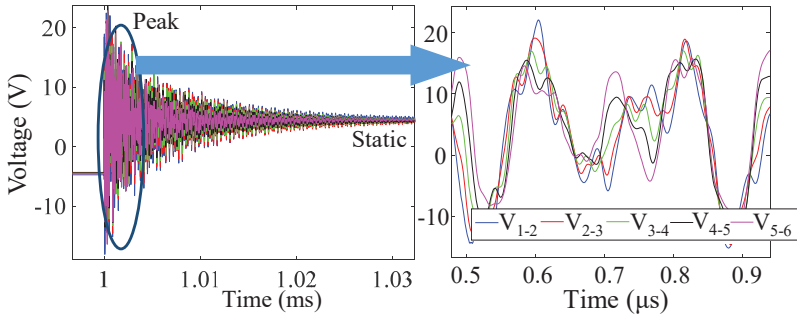 Peak
Static
20
10
0
-10
Voltage (V)
1
1.01
1.02
1.03
Time (ms)
20
10
0
-10
V1-2
V2-3
V3-4
V4-5
V5-6
0.5
0.6
0.7
0.8
0.9
Time (μs)